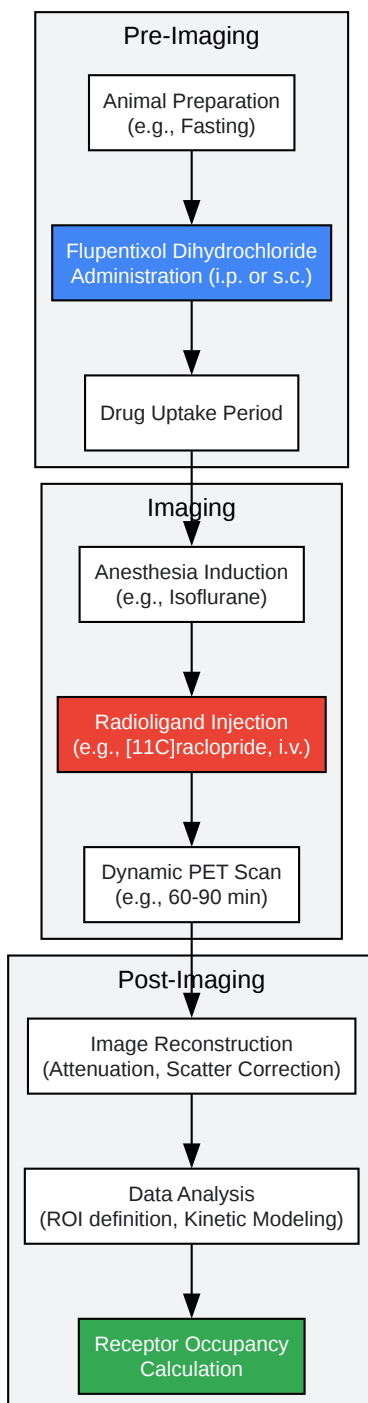 Pre-Imaging
Animal Preparation
(e.g., Fasting)
Flupentixol Dihydrochloride
Administration (i.p. or s.c.)
Drug Uptake Period
Imaging
Anesthesia Induction
(e.g., Isoflurane)
Radioligand Injection
(e.g., [11C]raclopride, i.v.)
Dynamic PET Scan
(e.g., 60-90 min)
Post-Imaging
Image Reconstruction
(Attenuation, Scatter Correction)
Data Analysis
(ROI definition, Kinetic Modeling)
Receptor Occupancy
Calculation